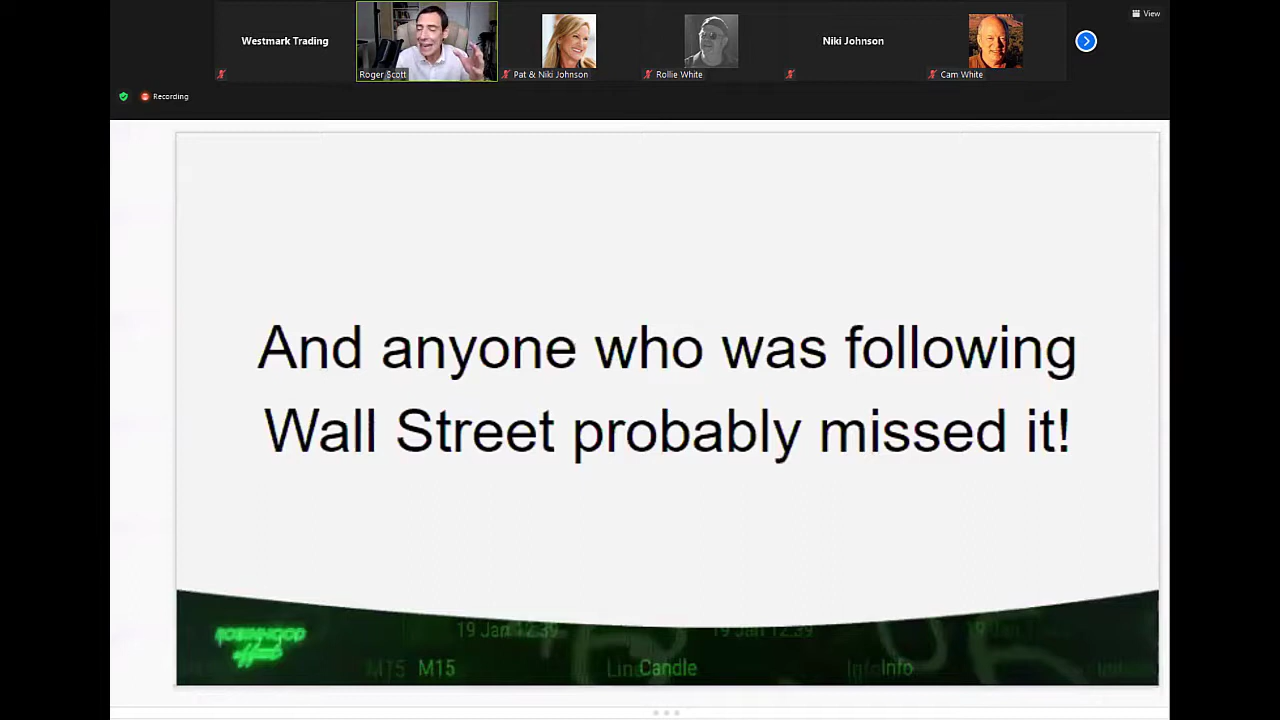 View
Westmark Trading
Niki Johnson
Roger Scott
Pat & Niki Johnson
Rollie White
Cam White
Recording
And anyone who was following
Wall Street probably missed it!
ROBINHOOD
effect
19 Jan 12:39
19 Jan 12:39
M15 M15
Candle
Info Info